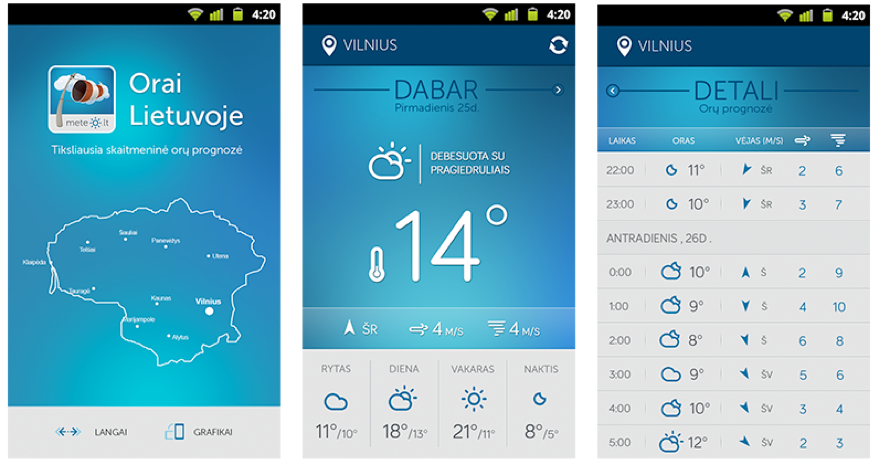 4:20
mete lt
Orai
Lietuvoje
Tiksliausia skaitmeninė orų prognozė
Telšiai
Šiauliai
Panevėžys
Utena
Klaipėda
Tauragė
Kaunas
Vilnius
Marijampole
Alytus
LANGAI
GRAFIKAI
4:20
VILNIUS
DABAR
Pirmadienis 25d.
DEBESUOTA SU
PRAGIEDRULIAIS
14°
ŠR 4 M/S 4 M/S
RYTAS DIENA VAKARAS NAKTIS
11°/10° 18°/13° 21°/11° 8°/5°
4:20
VILNIUS
DETALI
Orų prognozė
LAIKAS ORAS VĖJAS (M/S)
22:00 11° ŠR 2 6
23:00 10° ŠR 3 7
ANTRADIENIS , 26D .
0:00 10° Š 2 9
1:00 9° Š 4 10
2:00 8° Š 6 8
3:00 9° ŠV 5 6
4:00 10° ŠV 3 4
5:00 12° ŠV 2 3